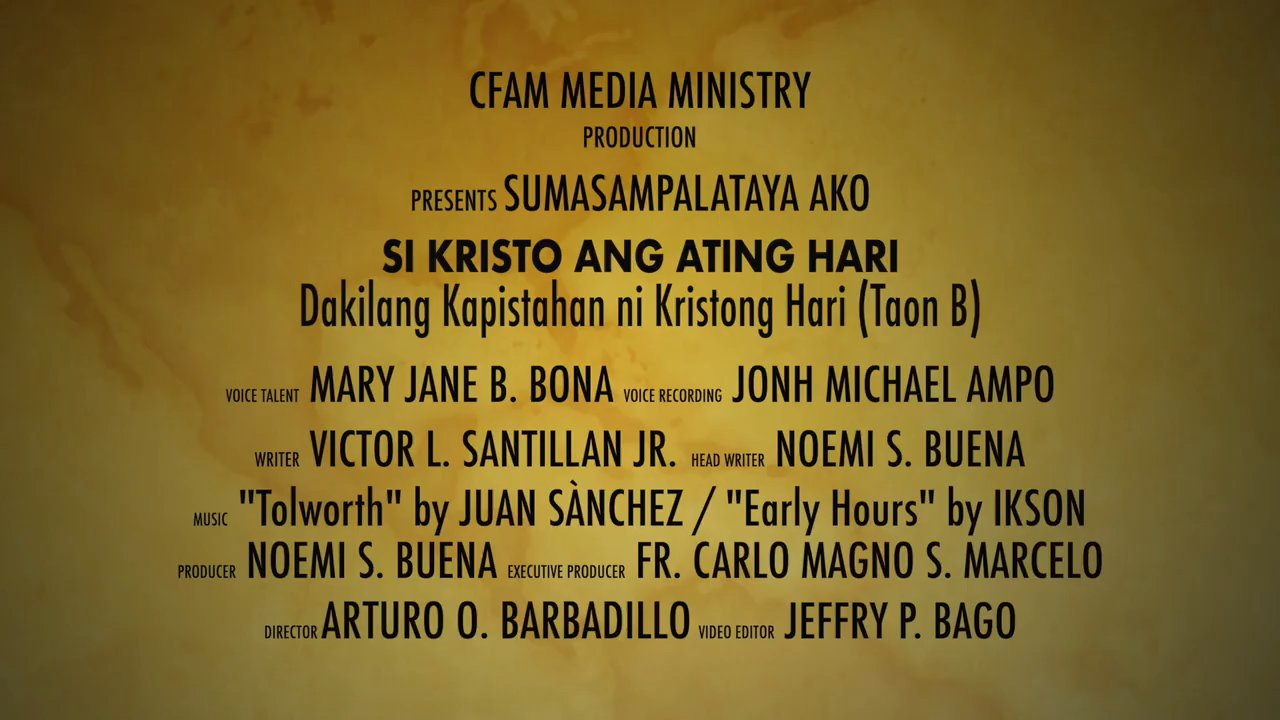 CFAM MEDIA MINISTRY
PRODUCTION
PRESENTS SUMASAMPALATAYA AKO
SI KRISTO ANG ATING HARI
Dakilang Kapistahan ni Kristong Hari (Taon B)
VOICE TALENT MARY JANE B. BONA VOICE RECORDING JONH MICHAEL AMPO
WRITER VICTOR L. SANTILLAN JR. HEAD WRITER NOEMI S. BUENA
MUSIC "Tolworth" by JUAN SÀNCHEZ / "Early Hours" by IKSON
PRODUCER NOEMI S. BUENA EXECUTIVE PRODUCER FR. CARLO MAGNO S. MARCELO
DIRECTOR ARTURO O. BARBADILLO VIDEO EDITOR JEFFRY P. BAGO